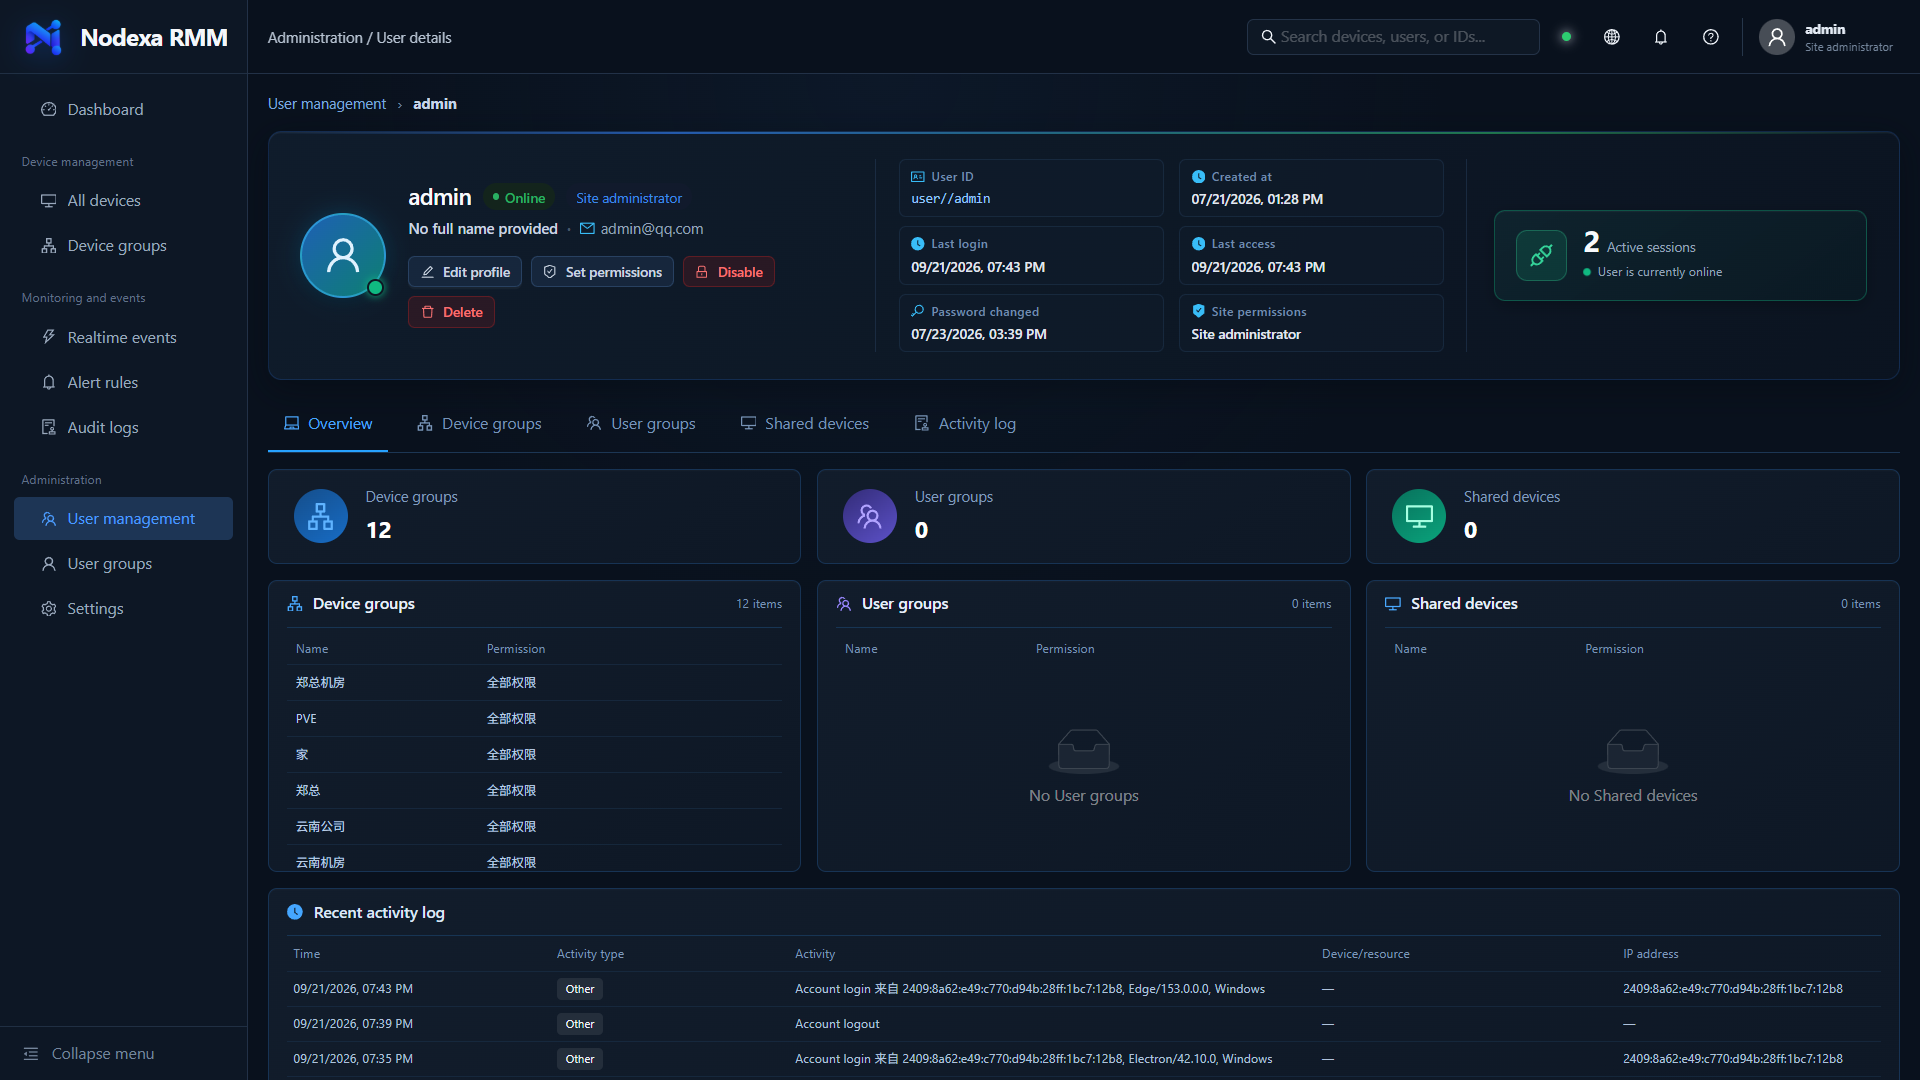 Nodexa RMM
Administration / User details
Search devices, users, or IDs...
admin
Site administrator
Dashboard
Device management
All devices
Device groups
Monitoring and events
Realtime events
Alert rules
Audit logs
Administration
User management
User groups
Settings
Collapse menu
User management › admin
admin
Online
Site administrator
No full name provided · admin@qq.com
Edit profile
Set permissions
Disable
Delete
User ID
user//admin
Created at
07/21/2026, 01:28 PM
Last login
09/21/2026, 07:43 PM
Last access
09/21/2026, 07:43 PM
Password changed
07/23/2026, 03:39 PM
Site permissions
Site administrator
2 Active sessions
User is currently online
Overview
Device groups
User groups
Shared devices
Activity log
Device groups
12
User groups
0
Shared devices
0
Device groups
12 items
Name Permission
郑总机房 全部权限
PVE 全部权限
家 全部权限
郑总 全部权限
云南公司 全部权限
云南机房 全部权限
User groups
0 items
Name Permission
No User groups
Shared devices
0 items
Name Permission
No Shared devices
Recent activity log
Time Activity type Activity Device/resource IP address
09/21/2026, 07:43 PM Other Account login 来自 2409:8a62:e49:c770:d94b:28ff:1bc7:12b8, Edge/153.0.0.0, Windows — 2409:8a62:e49:c770:d94b:28ff:1bc7:12b8
09/21/2026, 07:39 PM Other Account logout — —
09/21/2026, 07:35 PM Other Account login 来自 2409:8a62:e49:c770:d94b:28ff:1bc7:12b8, Electron/42.10.0, Windows — 2409:8a62:e49:c770:d94b:28ff:1bc7:12b8